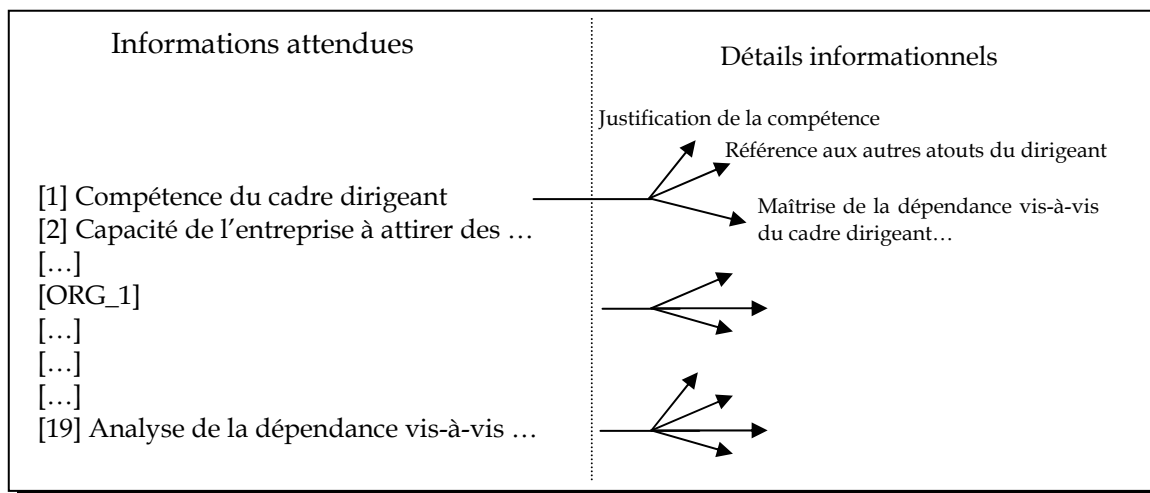 Informations attendues
Détails informationnels
Justification de la compétence
Référence aux autres atouts du dirigeant
[1] Compétence du cadre dirigeant
Maîtrise de la dépendance vis-à-vis
du cadre dirigeant…
[2] Capacité de l’entreprise à attirer des …
[…]
[ORG_1]
[…]
[…]
[…]
[19] Analyse de la dépendance vis-à-vis …